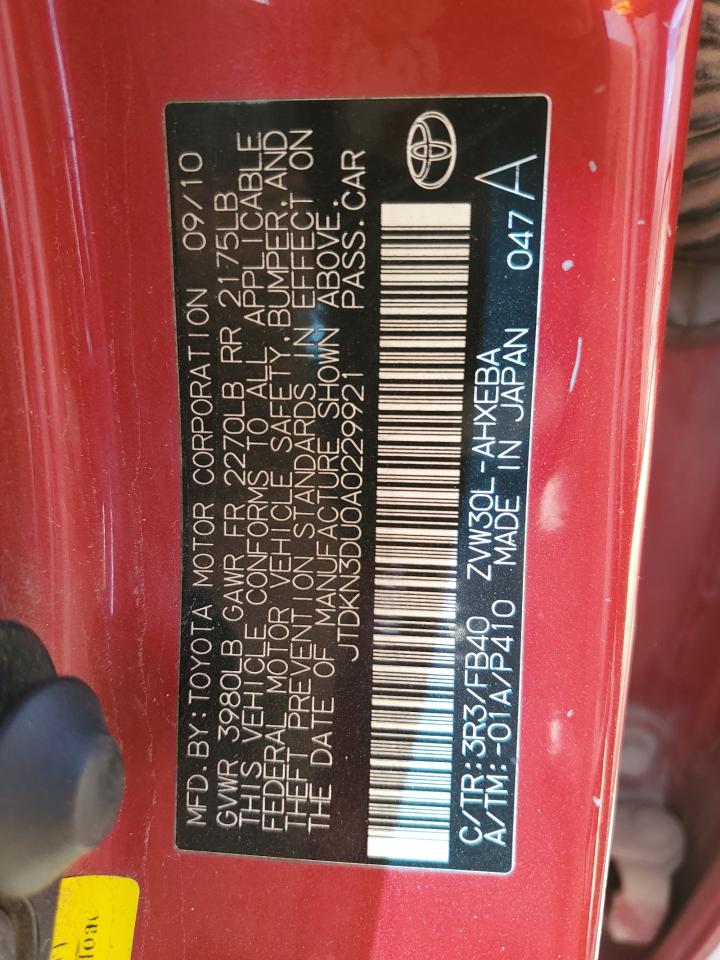 MFD. BY: TOYOTA MOTOR CORPORATION 09/10
GVWR 3980LB GAWR FR 2270LB RR 2175LB
THIS VEHICLE CONFORMS TO ALL APPLICABLE
FEDERAL MOTOR VEHICLE SAFETY, BUMPER, AND
THEFT PREVENTION STANDARDS IN EFFECT ON
THE DATE OF MANUFACTURE SHOWN ABOVE.
JTDKN3DU0A0229921 PASS.CAR
C/TR:3R3/FB40 ZVW30L-AHXEBA
A/TM:-01A/P410 MADE IN JAPAN 047 A